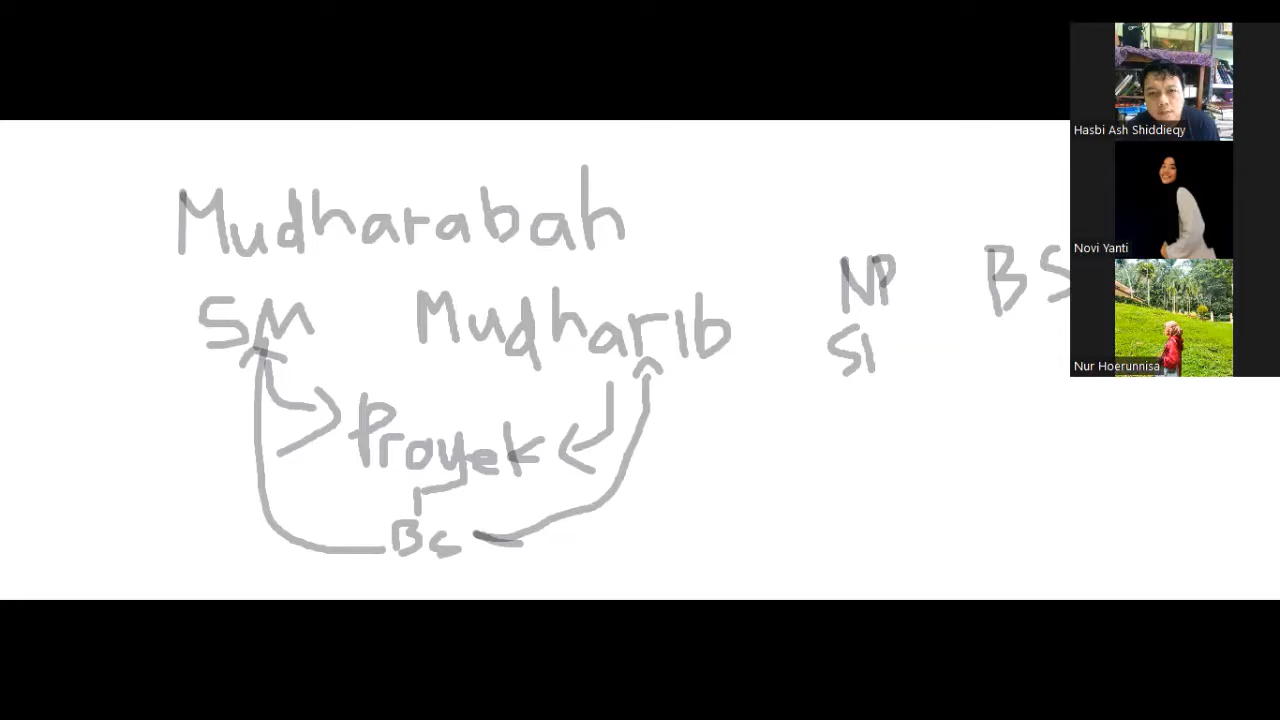 Mudharabah
SM Mudharib
Proyek
Bs
NP BS
SI
Hasbi Ash Shiddieqy
Novi Yanti
Nur Hoerunnisa